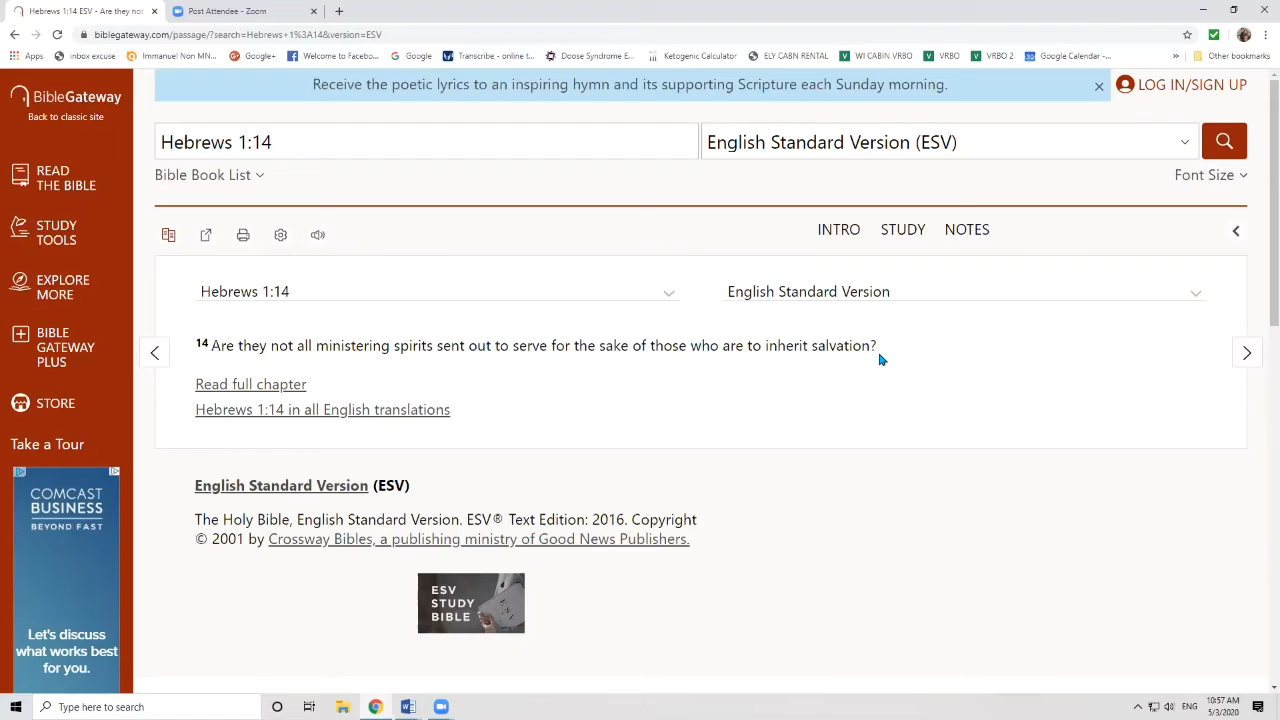 Hebrews 1:14 ESV - Are they not
Post Attendee - Zoom
biblegateway.com/passage/?search=Hebrews+1%3A14&version=ESV
Apps
inbox excuse
Immanuel Non MN...
Google+
Welcome to Facebo...
Google
Transcribe - online t...
Doose Syndrome E...
Ketogenic Calculator
ELY CABN RENTAL
WI CABIN VRBO
VRBO
VRBO 2
Google Calendar -...
Other bookmarks
BibleGateway
Back to classic site
Receive the poetic lyrics to an inspiring hymn and its supporting Scripture each Sunday morning.
LOG IN/SIGN UP
Hebrews 1:14
English Standard Version (ESV)
Bible Book List
Font Size
READ
THE BIBLE
STUDY
TOOLS
EXPLORE
MORE
BIBLE
GATEWAY
PLUS
STORE
Take a Tour
INTRO STUDY NOTES
Hebrews 1:14
English Standard Version
14 Are they not all ministering spirits sent out to serve for the sake of those who are to inherit salvation?
Read full chapter
Hebrews 1:14 in all English translations
English Standard Version (ESV)
The Holy Bible, English Standard Version. ESV® Text Edition: 2016. Copyright
© 2001 by Crossway Bibles, a publishing ministry of Good News Publishers.
ESV
STUDY
BIBLE
COMCAST
BUSINESS
BEYOND FAST
Let's discuss
what works best
for you.
Type here to search
ENG
10:57 AM
5/3/2020